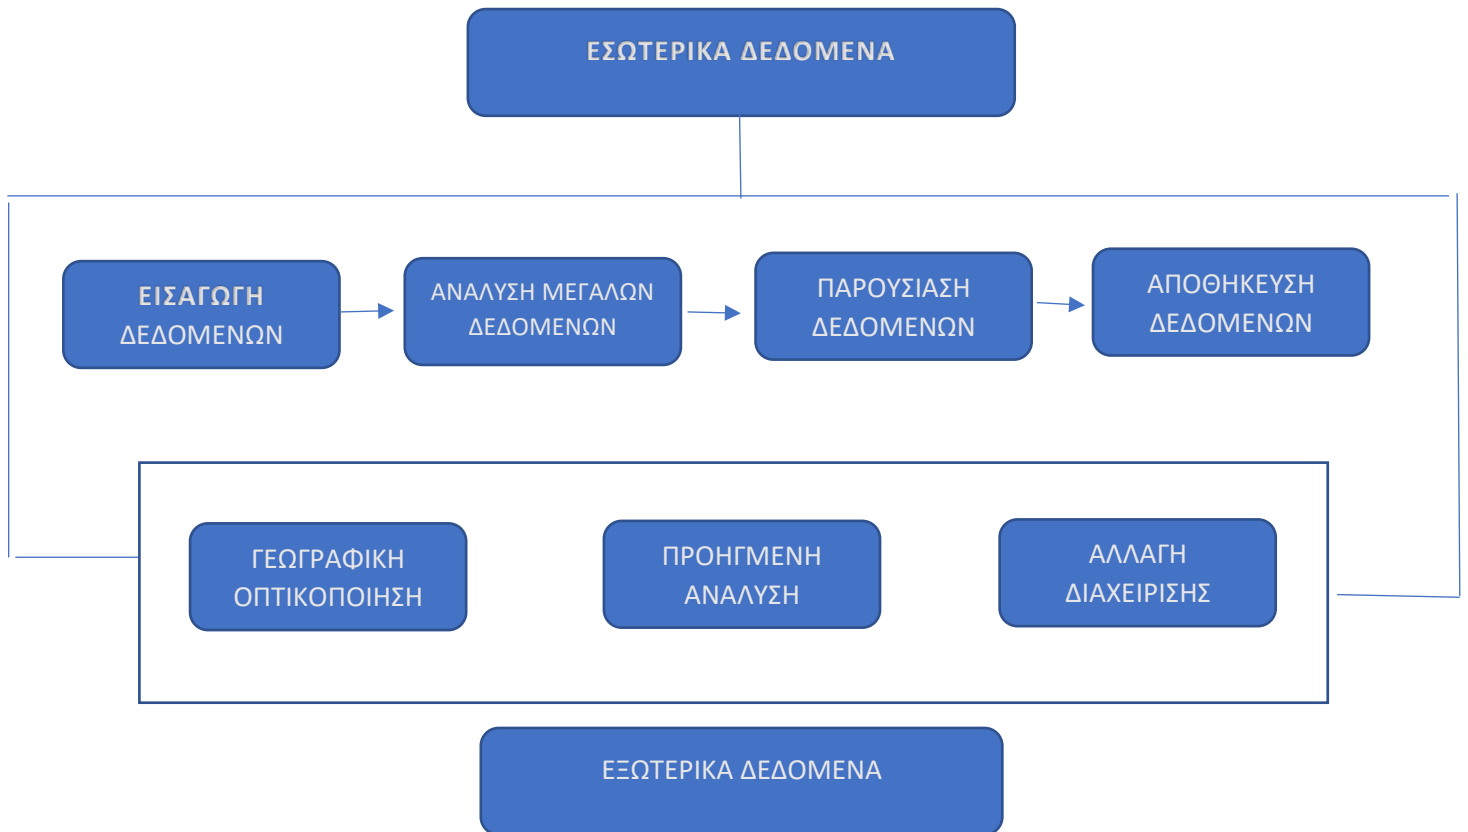 ΕΣΩΤΕΡΙΚΑ ΔΕΔΟΜΕΝΑ
ΕΙΣΑΓΩΓΗ
ΔΕΔΟΜΕΝΩΝ
ΑΝΑΛΥΣΗ ΜΕΓΑΛΩΝ
ΔΕΔΟΜΕΝΩΝ
ΠΑΡΟΥΣΙΑΣΗ
ΔΕΔΟΜΕΝΩΝ
ΑΠΟΘΗΚΕΥΣΗ
ΔΕΔΟΜΕΝΩΝ
ΓΕΩΓΡΑΦΙΚΗ
ΟΠΤΙΚΟΠΟΙΗΣΗ
ΠΡΟΗΓΜΕΝΗ
ΑΝΑΛΥΣΗ
ΑΛΛΑΓΗ
ΔΙΑΧΕΙΡΙΣΗΣ
ΕΞΩΤΕΡΙΚΑ ΔΕΔΟΜΕΝΑ